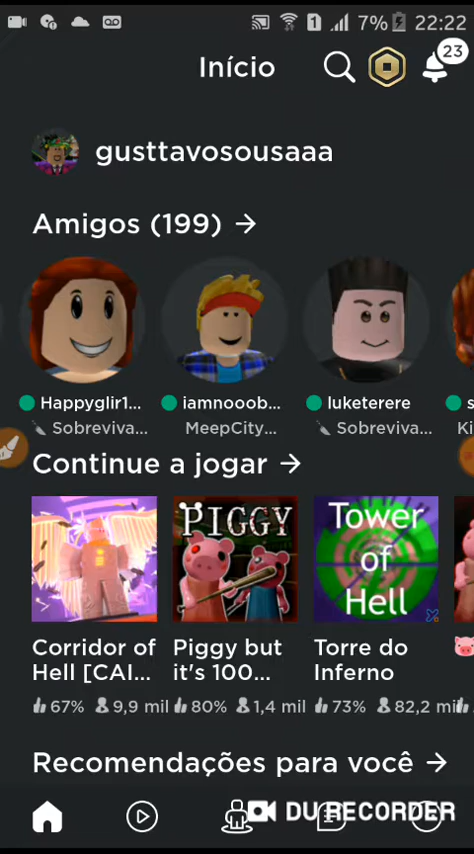 1 7% 22:22
Início 23
gusttavosousaaa
Amigos (199) →
Happyglir1... iamnooob... luketerere s
Sobreviva... MeepCity... Sobreviva... Ki
Continue a jogar →
PIGGY Tower of Hell
Corridor of Hell [CAI... Piggy but it's 100... Torre do Inferno
67% 9,9 mil 80% 1,4 mil 73% 82,2 mil
Recomendações para você →
DU RECORDER